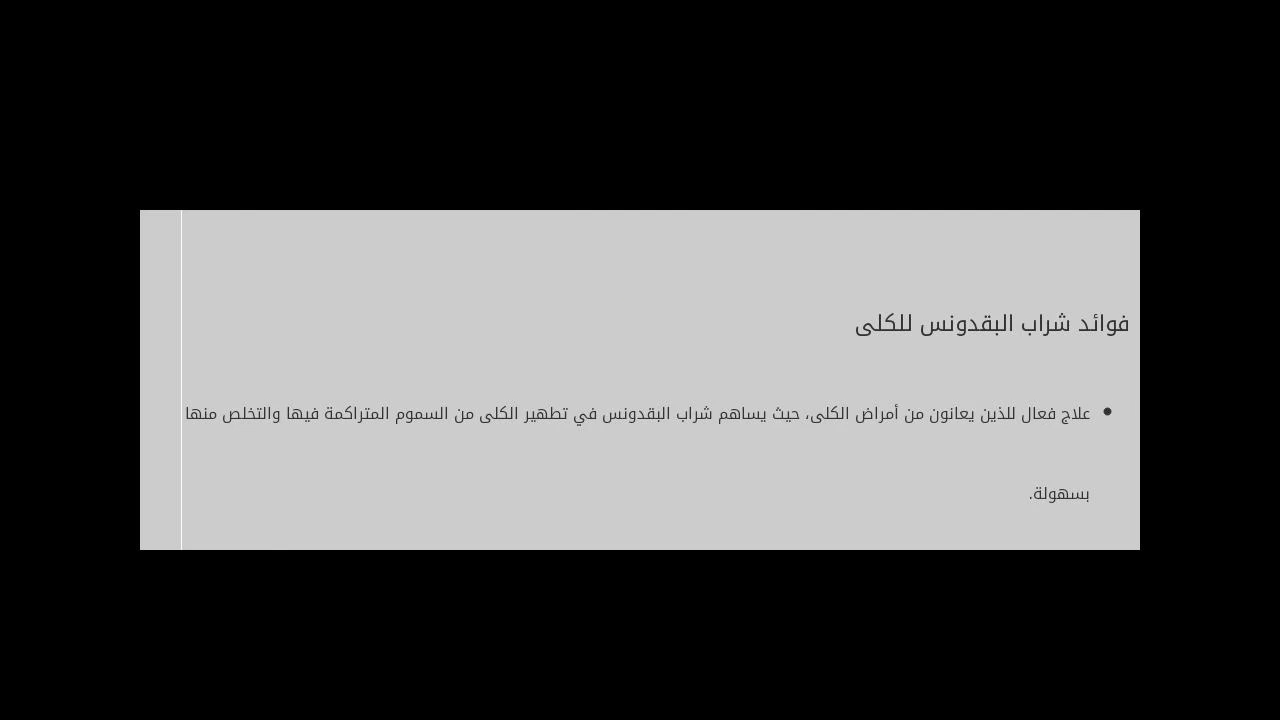 فوائد شراب البقدونس للكلى
• علاج فعال للذين يعانون من أمراض الكلى، حيث يساهم شراب البقدونس في تطهير الكلى من السموم المتراكمة فيها والتخلص منها
بسهولة.